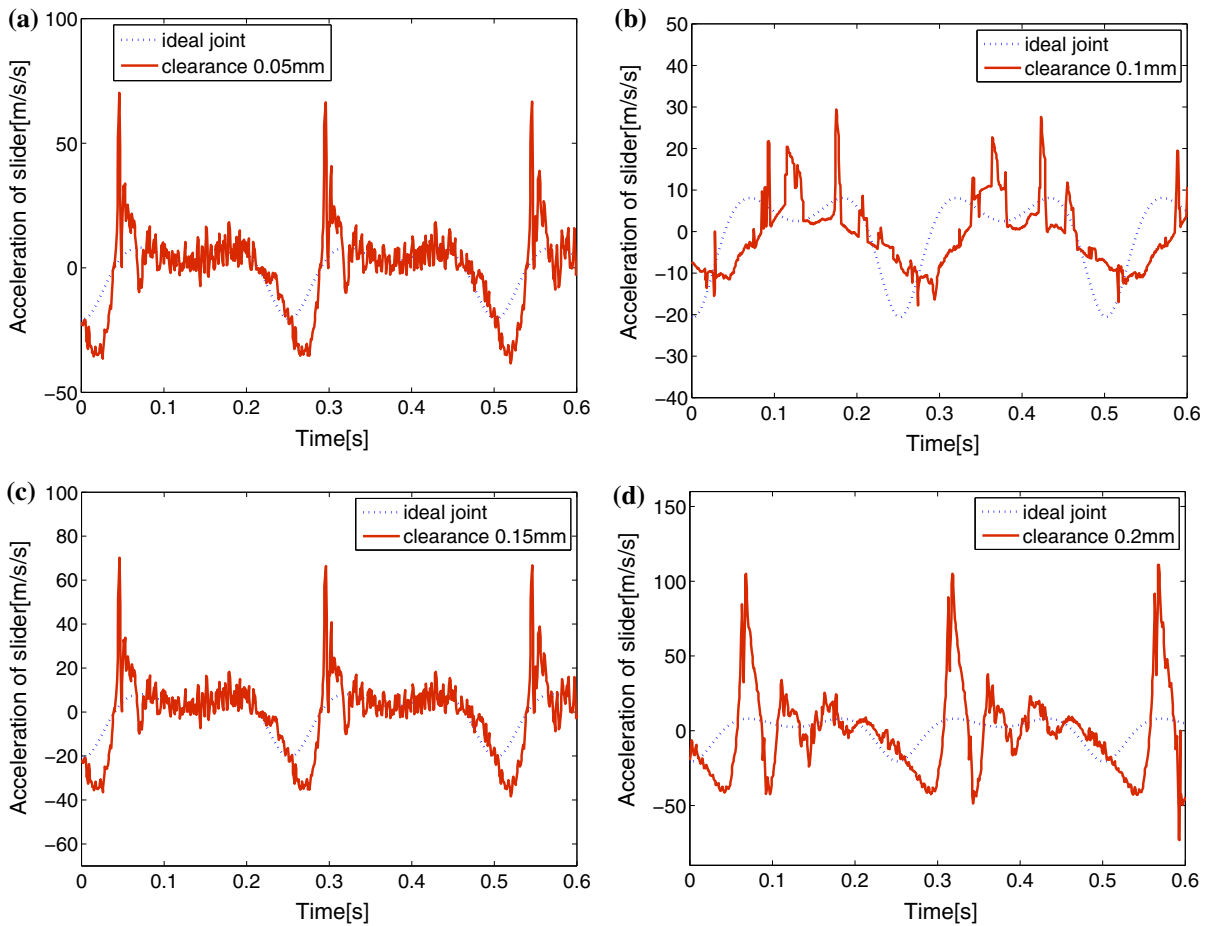 (a)
100
50
0
−50
0 0.1 0.2 0.3 0.4 0.5 0.6
Acceleration of slider[m/s/s]
Time[s]
ideal joint
clearance 0.05mm
(b)
50
40
30
20
10
0
−10
−20
−30
−40
0 0.1 0.2 0.3 0.4 0.5 0.6
Acceleration of slider[m/s/s]
Time[s]
ideal joint
clearance 0.1mm
(c)
100
80
60
40
20
0
−20
−40
−60
0 0.1 0.2 0.3 0.4 0.5 0.6
Acceleration of slider[m/s/s]
Time[s]
ideal joint
clearance 0.15mm
(d)
150
100
50
0
−50
0 0.1 0.2 0.3 0.4 0.5 0.6
Acceleration of slider[m/s/s]
Time[s]
ideal joint
clearance 0.2mm